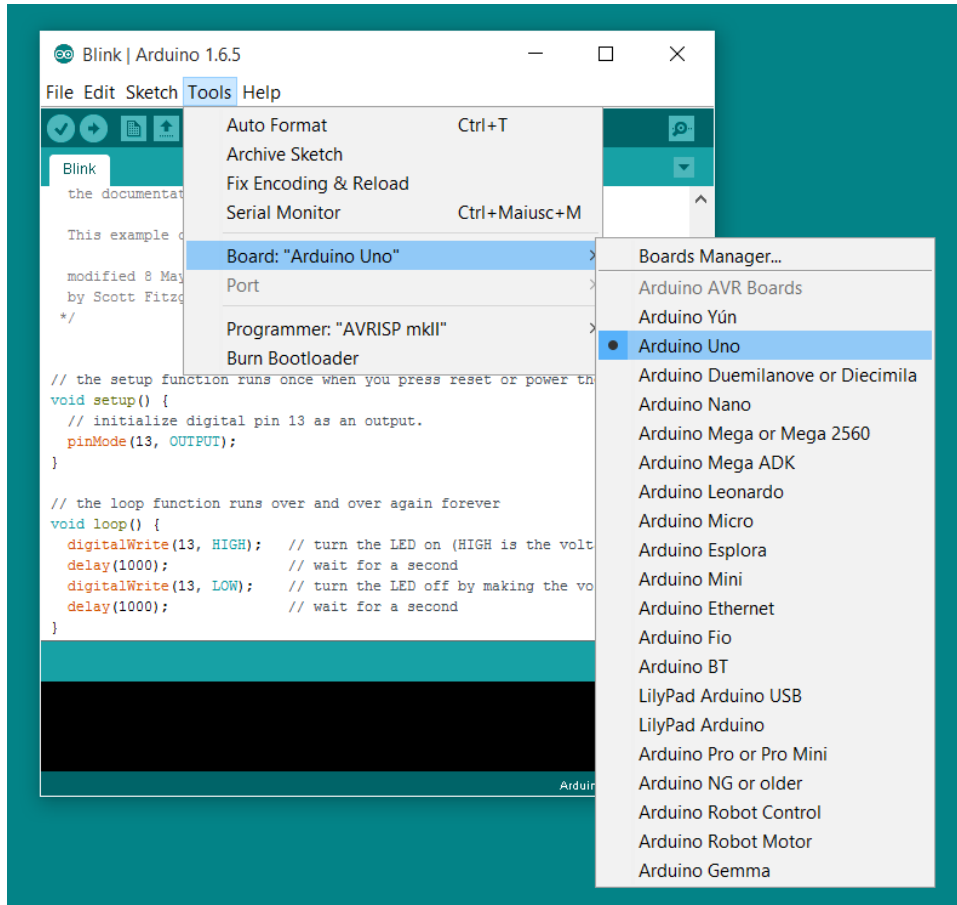 Blink | Arduino 1.6.5
File Edit Sketch Tools Help
Auto Format Ctrl+T
Archive Sketch
Fix Encoding & Reload
Serial Monitor Ctrl+Maiusc+M
Board: "Arduino Uno"
Port
Programmer: "AVRISP mkII"
Burn Bootloader
Boards Manager...
Arduino AVR Boards
Arduino Yún
Arduino Uno
Arduino Duemilanove or Diecimila
Arduino Nano
Arduino Mega or Mega 2560
Arduino Mega ADK
Arduino Leonardo
Arduino Micro
Arduino Esplora
Arduino Mini
Arduino Ethernet
Arduino Fio
Arduino BT
LilyPad Arduino USB
LilyPad Arduino
Arduino Pro or Pro Mini
Arduino NG or older
Arduino Robot Control
Arduino Robot Motor
Arduino Gemma
Blink
the documentat
This example
modified 8 May
by Scott Fitzg
*/
// the setup function runs once when you press reset or power th
void setup() {
// initialize digital pin 13 as an output.
pinMode(13, OUTPUT);
}
// the loop function runs over and over again forever
void loop() {
digitalWrite(13, HIGH); // turn the LED on (HIGH is the volt
delay(1000); // wait for a second
digitalWrite(13, LOW); // turn the LED off by making the vo
delay(1000); // wait for a second
}
Arduin